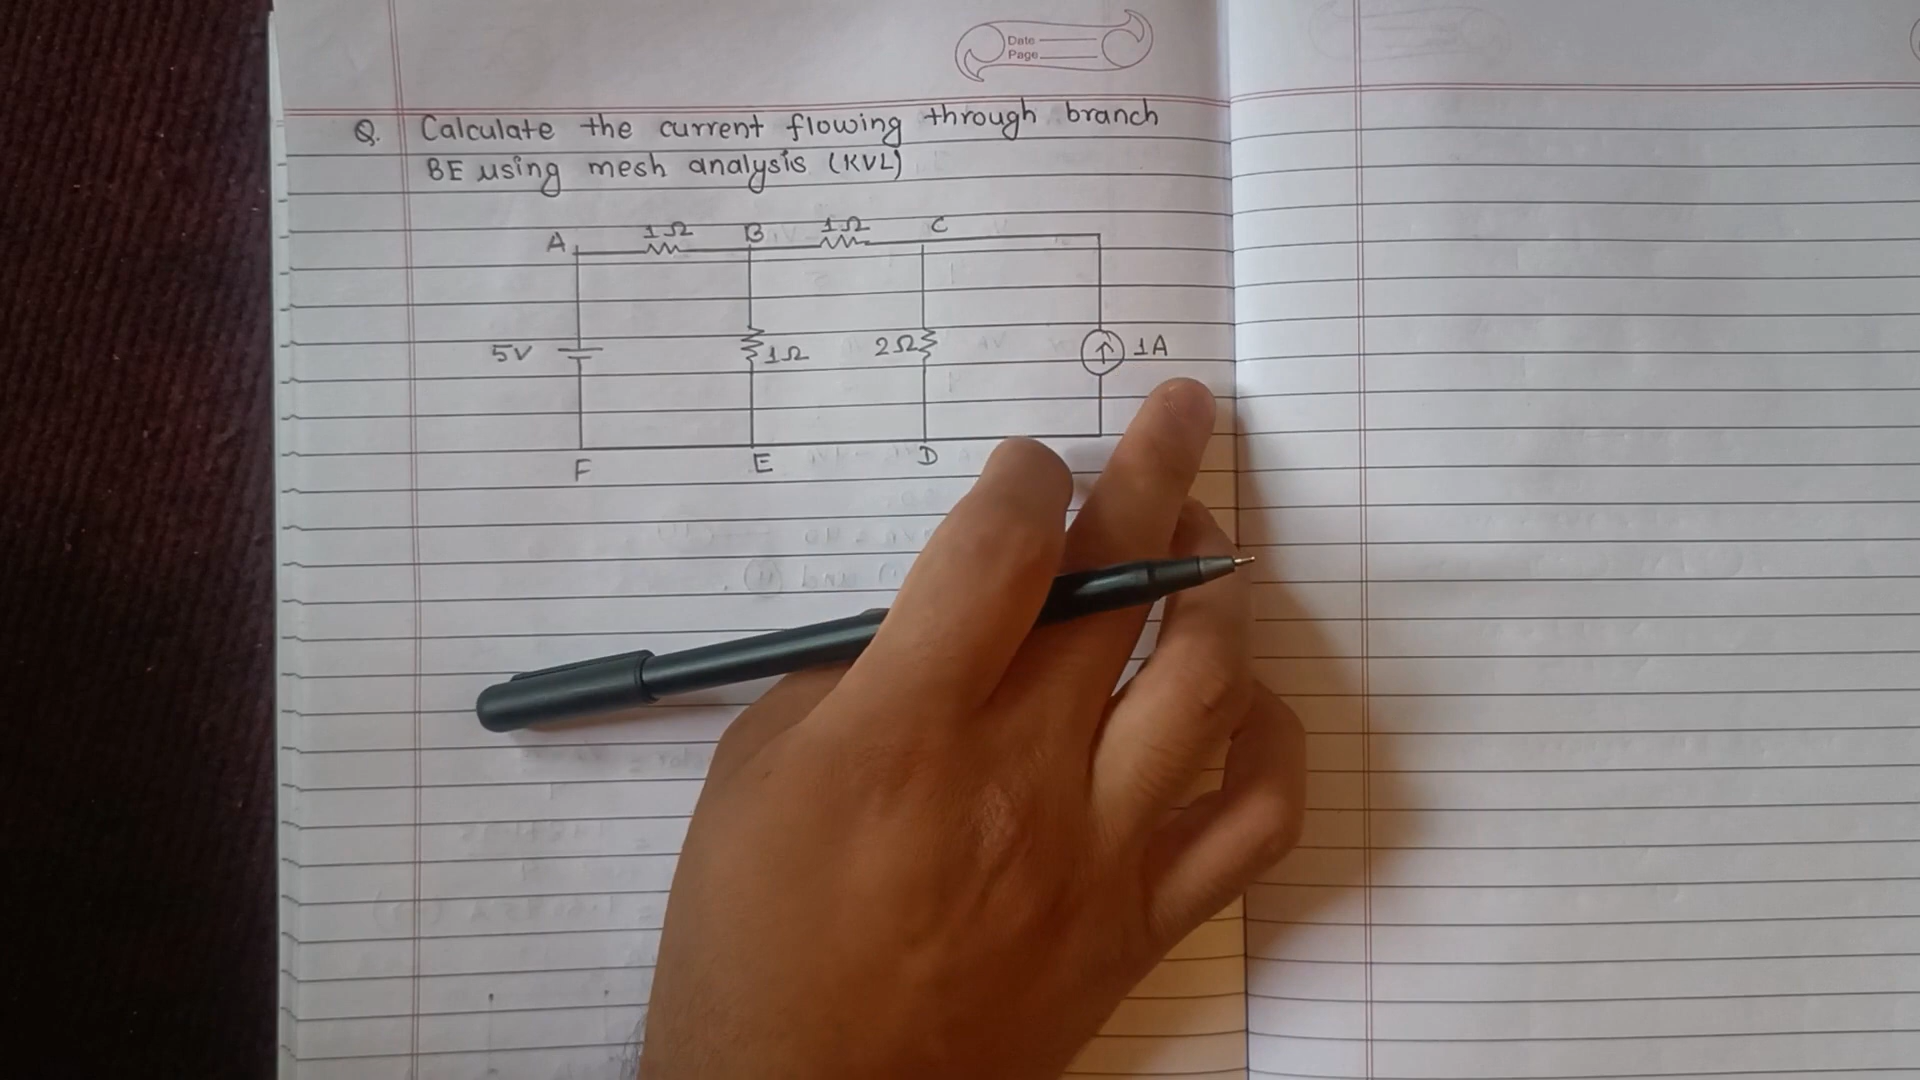 Date
Page
Q. Calculate the current flowing through branch
BE using mesh analysis (KVL)
A 1Ω B 1Ω C
5V 1Ω 2Ω 1A
F E D